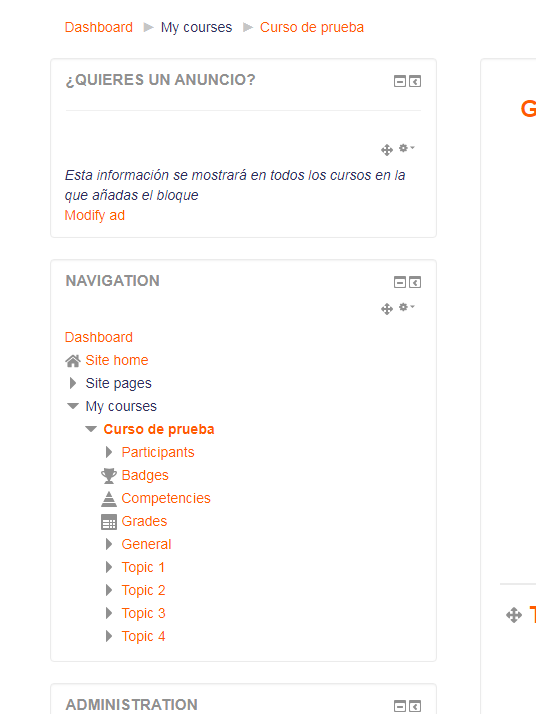 Dashboard My courses Curso de prueba
¿QUIERES UN ANUNCIO?
Esta información se mostrará en todos los cursos en la
que añadas el bloque
Modify ad
NAVIGATION
Dashboard
Site home
Site pages
My courses
Curso de prueba
Participants
Badges
Competencies
Grades
General
Topic 1
Topic 2
Topic 3
Topic 4
ADMINISTRATION